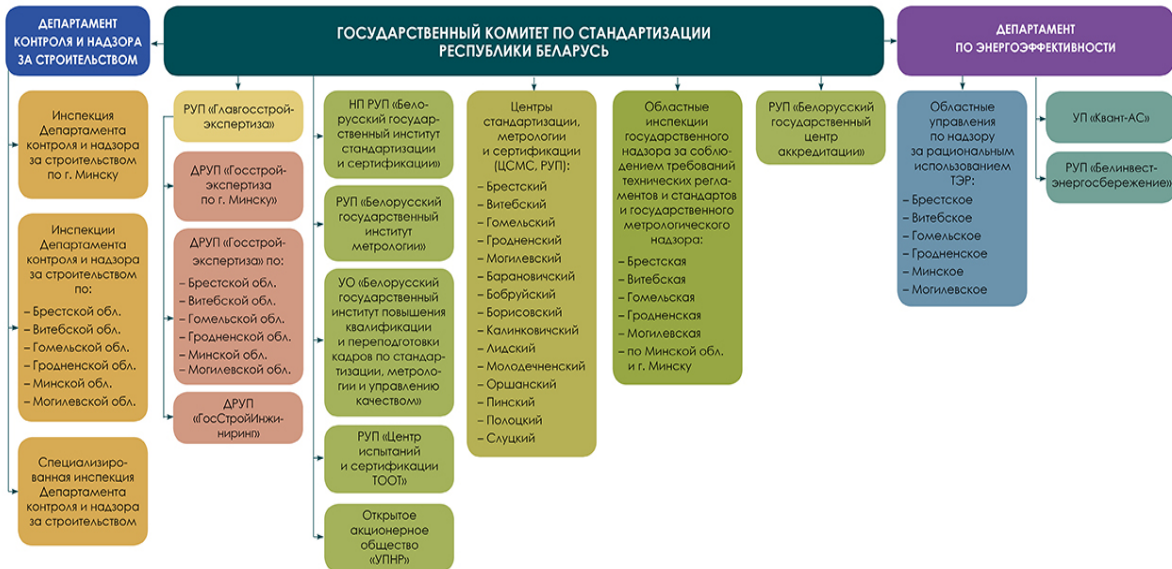 ДЕПАРТАМЕНТ
КОНТРОЛЯ И НАДЗОРА
ЗА СТРОИТЕЛЬСТВОМ
ГОСУДАРСТВЕННЫЙ КОМИТЕТ ПО СТАНДАРТИЗАЦИИ
РЕСПУБЛИКИ БЕЛАРУСЬ
ДЕПАРТАМЕНТ
ПО ЭНЕРГОЭФФЕКТИВНОСТИ
Инспекция
Департамента
контроля и надзора
за строительством
по г. Минску
Инспекции
Департамента
контроля и надзора
за строительством
по:
– Брестской обл.
– Витебской обл.
– Гомельской обл.
– Гродненской обл.
– Минской обл.
– Могилевской обл.
Специализиро-
ванная инспекция
Департамента
контроля и надзора
за строительством
РУП «Главгосстрой-
экспертиза»
ДРУП «Госстрой-
экспертиза
по г. Минску»
ДРУП «Госстрой-
экспертиза» по:
– Брестской обл.
– Витебской обл.
– Гомельской обл.
– Гродненской обл.
– Минской обл.
– Могилевской обл.
ДРУП
«ГосСтройИнжи-
ниринг»
НП РУП «Бело-
русский государст-
венный институт
стандартизации
и сертификации»
РУП «Белорусский
государственный
институт
метрологии»
УО «Белорусский
государственный
институт повышения
квалификации
и переподготовки
кадров по стандар-
тизации, метроло-
гии и управлению
качеством»
РУП «Центр
испытаний
и сертификации
ТООТ»
Открытое
акционерное
общество
«УПНР»
Центры
стандартизации,
метрологии
и сертификации
(ЦСМС, РУП):
– Брестский
– Витебский
– Гомельский
– Гродненский
– Могилевский
– Барановичский
– Бобруйский
– Борисовский
– Калинковичский
– Лидский
– Молодечненский
– Оршанский
– Пинский
– Полоцкий
– Слуцкий
Областные
инспекции
государственного
надзора за соблю-
дением требований
технических регла-
ментов и стандартов
и государственного
метрологического
надзора:
– Брестская
– Витебская
– Гомельская
– Гродненская
– Могилевская
– по Минской обл.
и г. Минску
РУП «Белорусский
государственный
центр
аккредитации»
Областные
управления
по надзору
за рациональным
использованием
ТЭР:
– Брестское
– Витебское
– Гомельское
– Гродненское
– Минское
– Могилевское
УП «Квант-АС»
РУП «Белинвест-
энергосбережение»